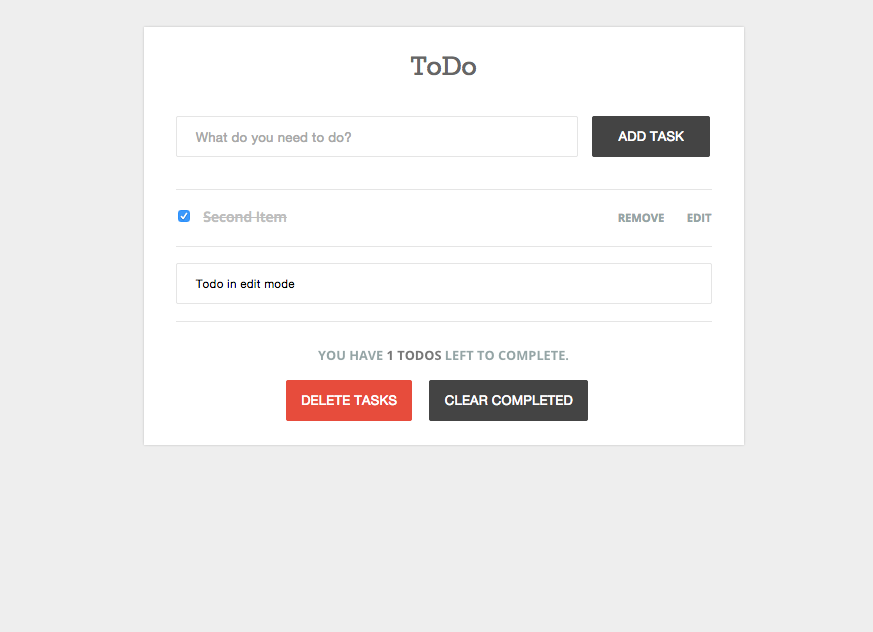 ToDo
What do you need to do?
ADD TASK
Second Item
REMOVE
EDIT
Todo in edit mode
YOU HAVE 1 TODOS LEFT TO COMPLETE.
DELETE TASKS
CLEAR COMPLETED